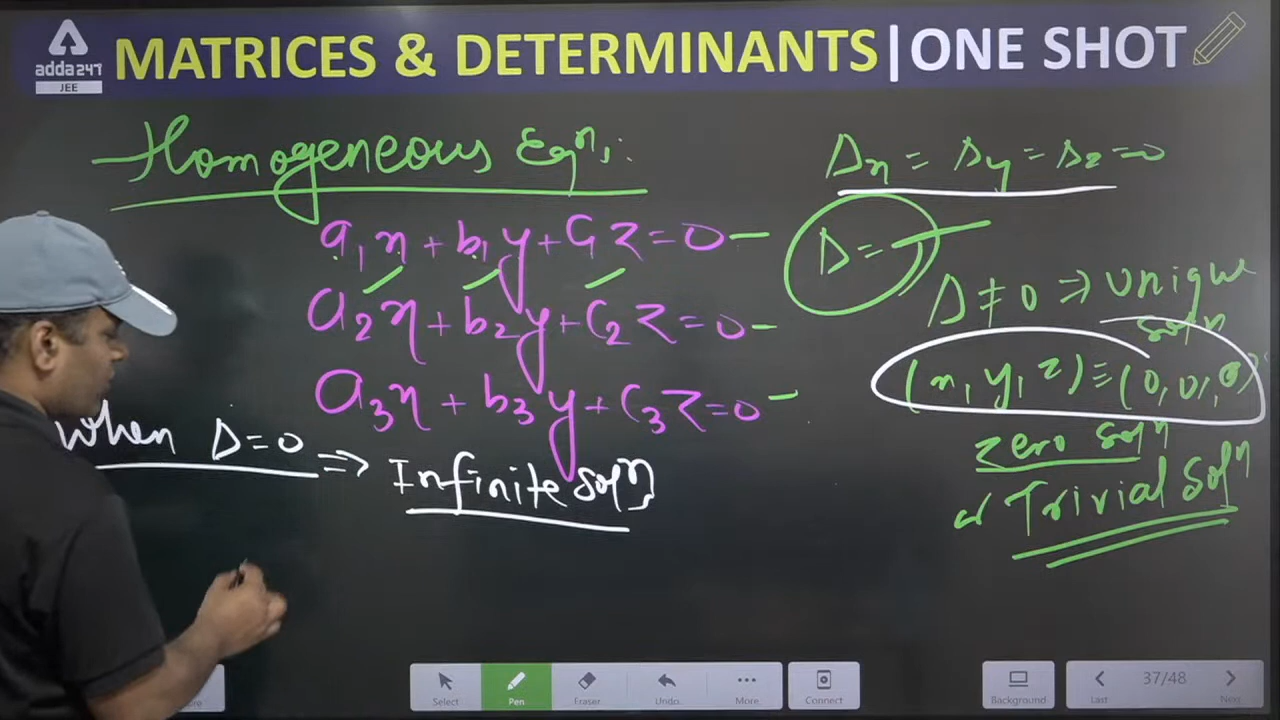 adda247
JEE
MATRICES & DETERMINANTS | ONE SHOT
Homogeneous Eqⁿ,:
a₁x + b₁y + c₁z = 0 –
a₂x + b₂y + c₂z = 0 –
a₃x + b₃y + c₃z = 0 –
When Δ = 0 ⇒ Infinite solⁿ,
Δx = Δy = Δz = 0
Δ =
Δ ≠ 0 ⇒ unique
solⁿ
(x, y, z) ≡ (0, 0, 0)
zero solⁿ
or Trivial Solⁿ
Select
Pen
Eraser
Undo
More
Connect
Background
Last
37/48
Next